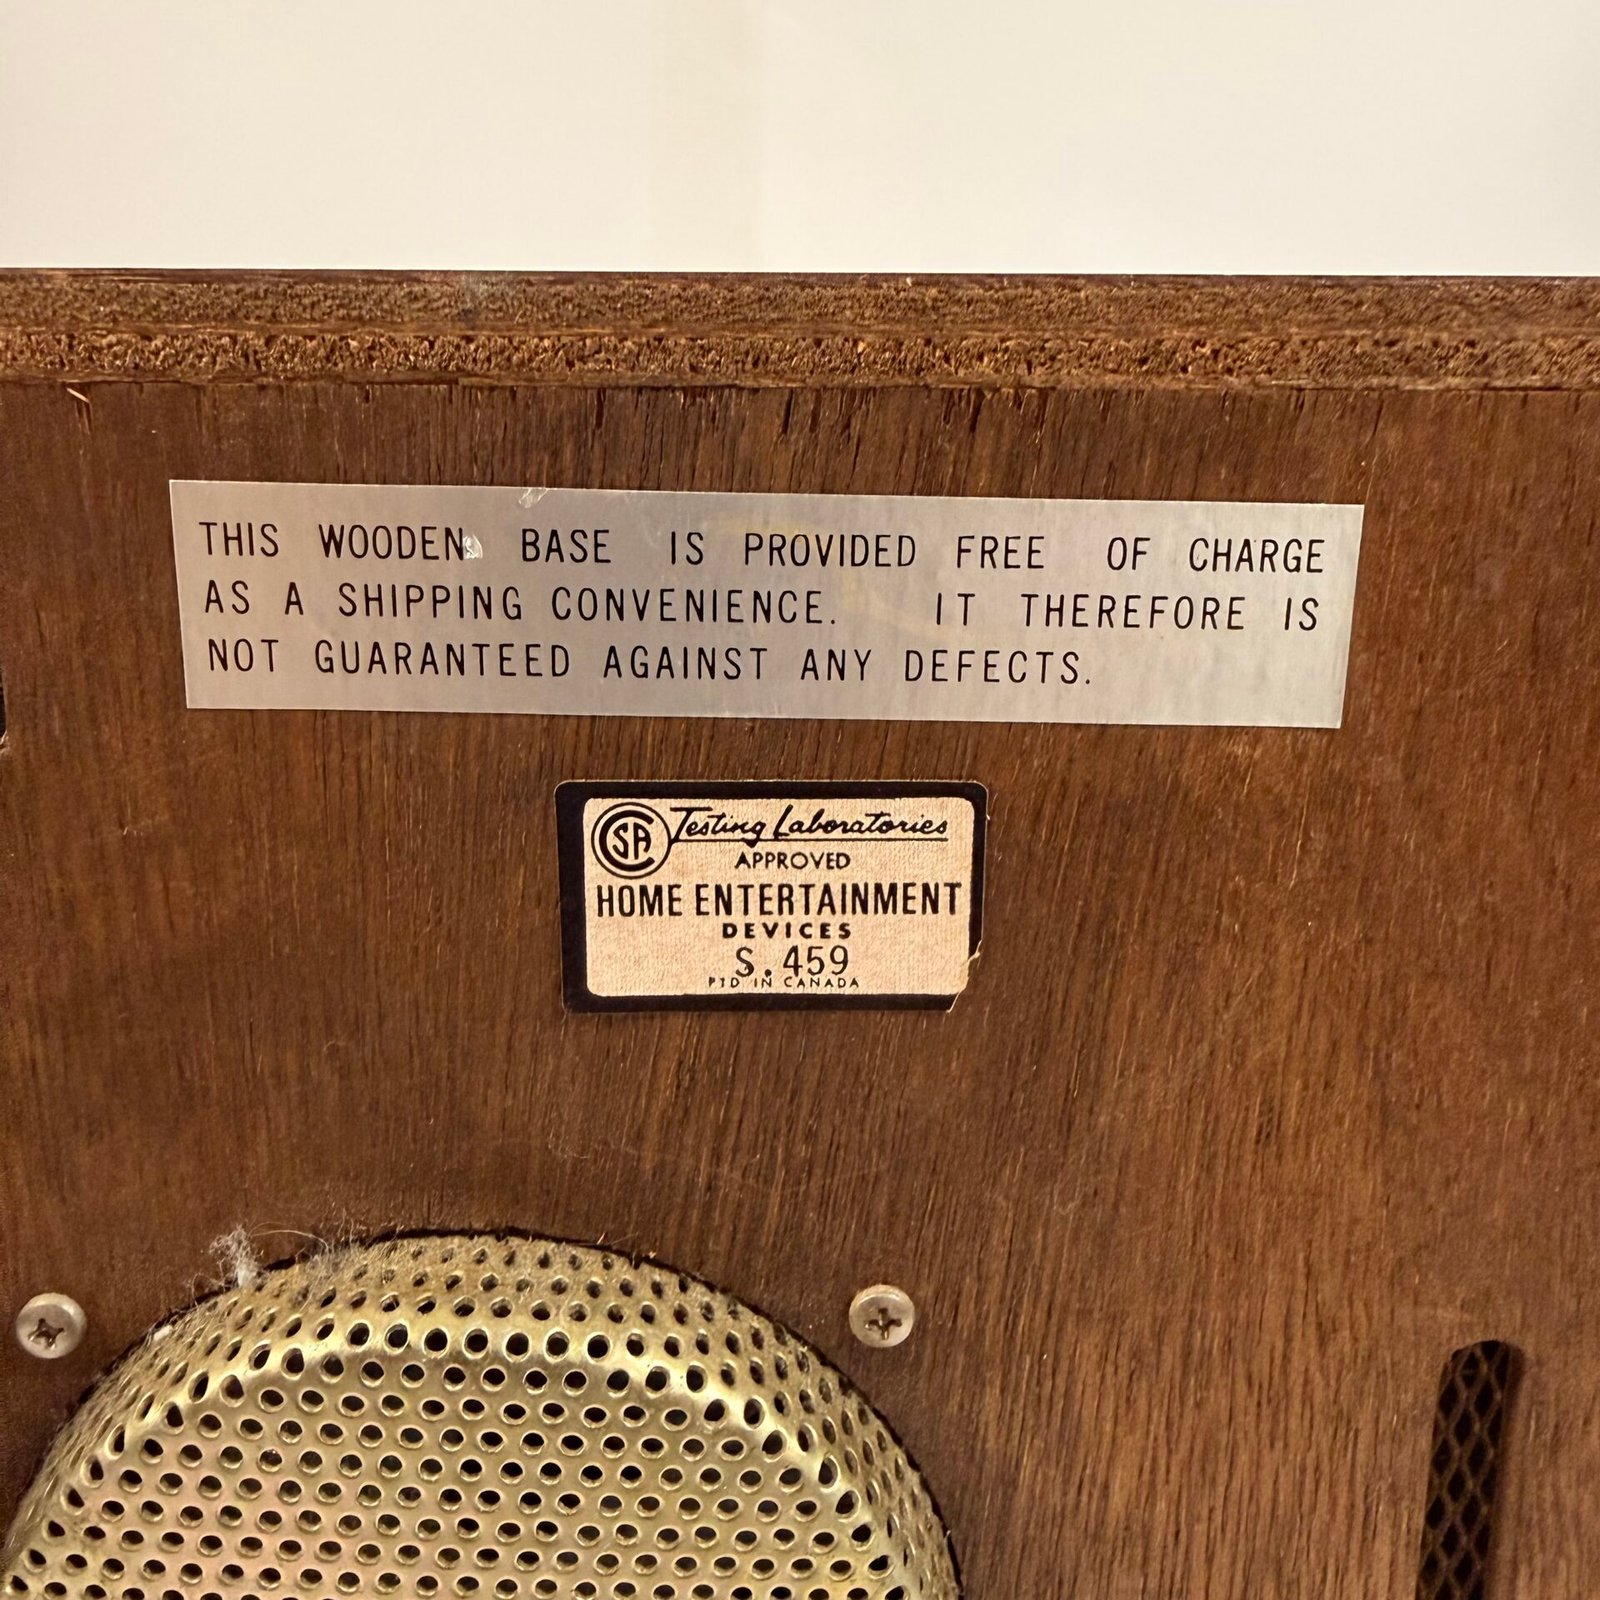 THIS WOODEN BASE IS PROVIDED FREE OF CHARGE
AS A SHIPPING CONVENIENCE. IT THEREFORE IS
NOT GUARANTEED AGAINST ANY DEFECTS.
CSA Testing Laboratories
APPROVED
HOME ENTERTAINMENT
DEVICES
S. 459
PTD IN CANADA